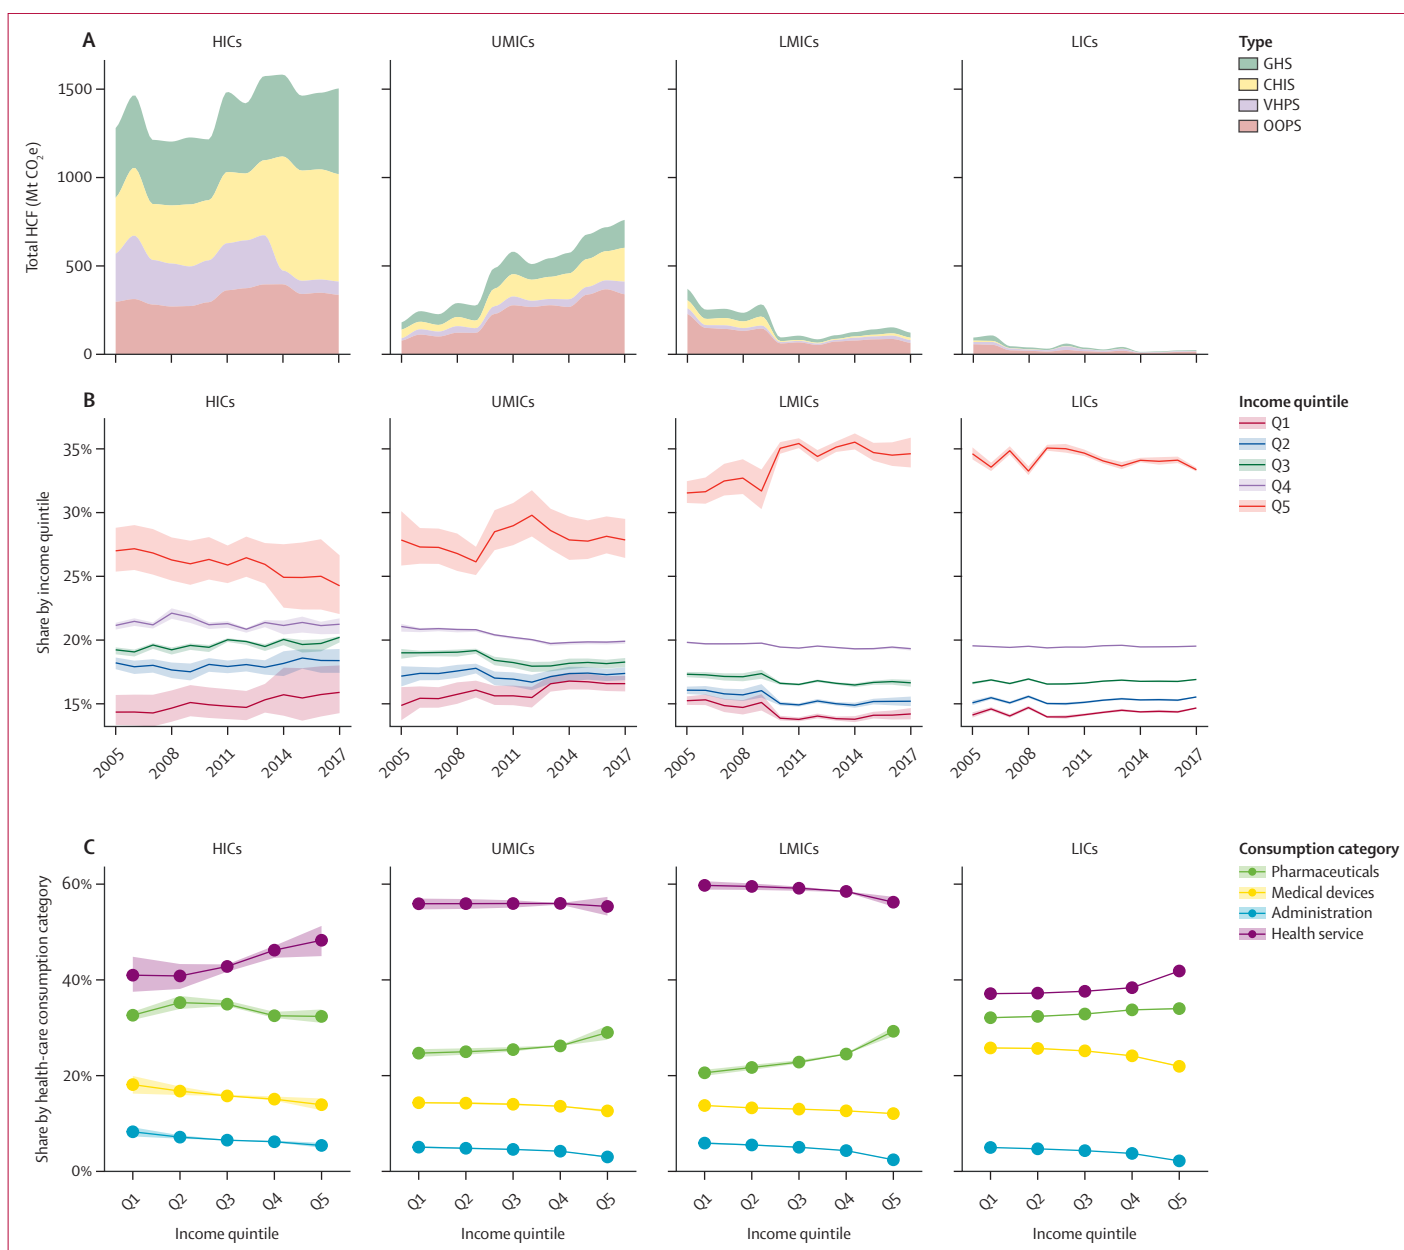 A
HICs
UMICs
LMICs
LICs
Type
GHS
CHIS
VHPS
OOPS
Total HCF (Mt CO2e)
1500
1000
500
0
B
HICs
UMICs
LMICs
LICs
Income quintile
Q1
Q2
Q3
Q4
Q5
Share by income quintile
35%
30%
25%
20%
15%
2005 2008 2011 2014 2017
2005 2008 2011 2014 2017
2005 2008 2011 2014 2017
2005 2008 2011 2014 2017
C
HICs
UMICs
LMICs
LICs
Consumption category
Pharmaceuticals
Medical devices
Administration
Health service
Share by health-care consumption category
60%
40%
20%
0%
Q1 Q2 Q3 Q4 Q5
Q1 Q2 Q3 Q4 Q5
Q1 Q2 Q3 Q4 Q5
Q1 Q2 Q3 Q4 Q5
Income quintile
Income quintile
Income quintile
Income quintile